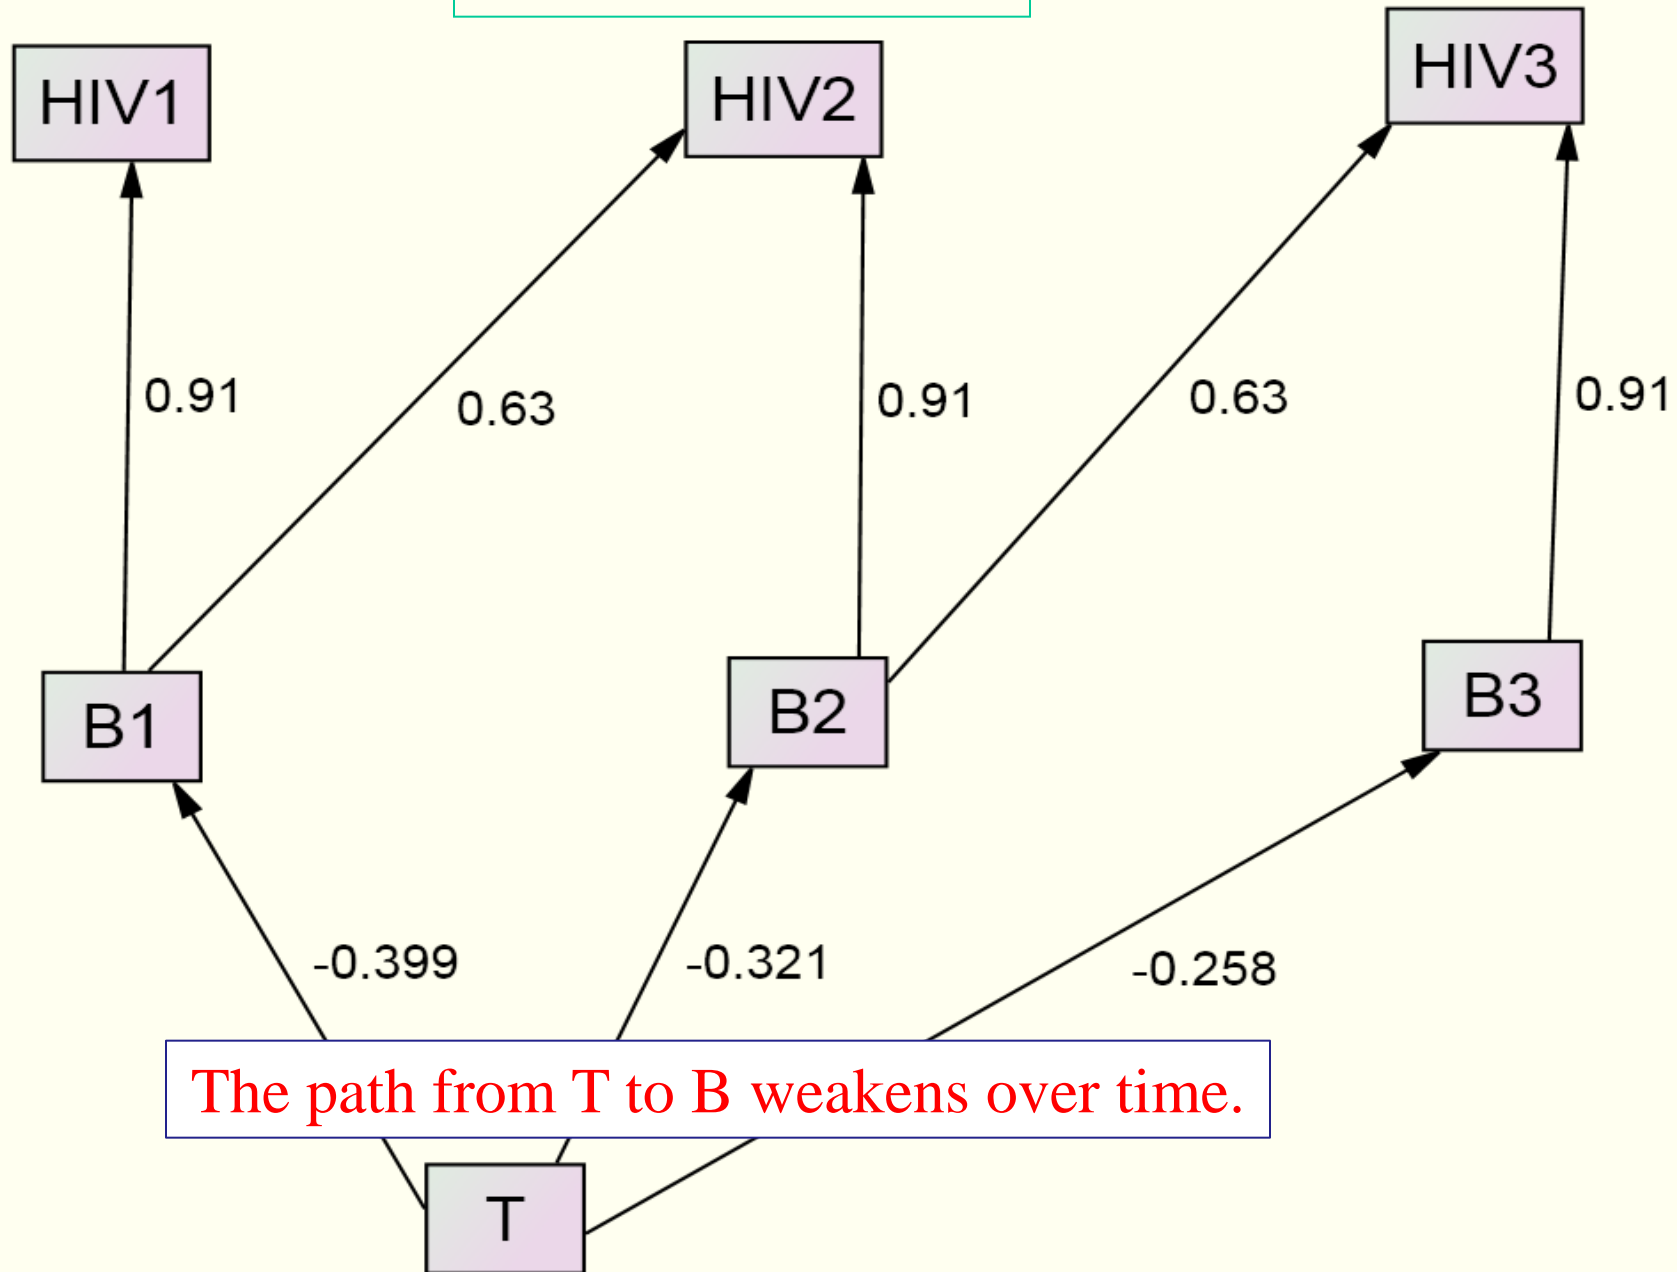 HIV1
HIV2
HIV3
0.91
0.63
0.91
0.63
0.91
B1
B2
B3
-0.399
-0.321
-0.258
The path from T to B weakens over time.
T